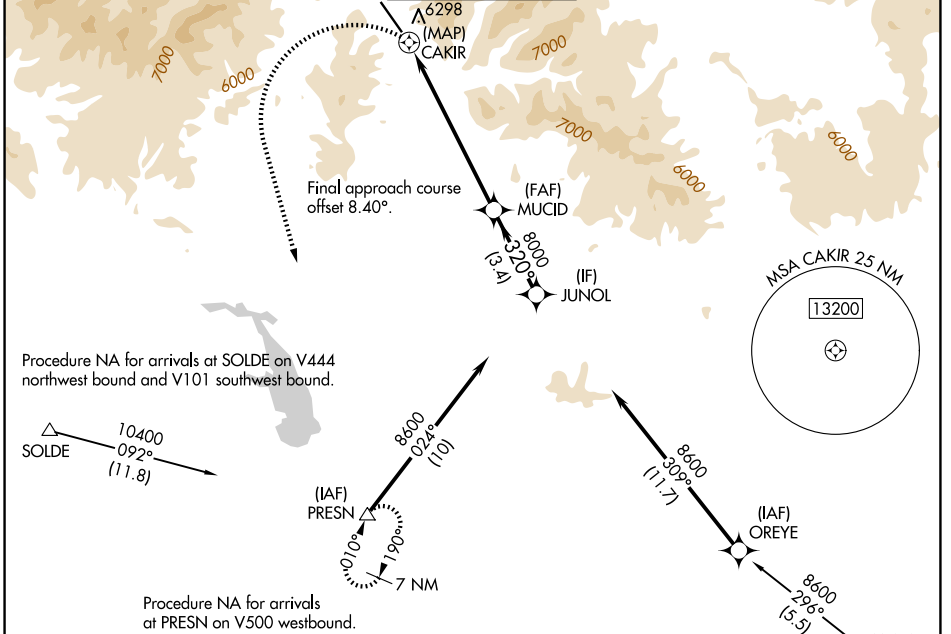 6298
(MAP)
CAKIR
7000
6000
7000
7000
6000
6000
Final approach course
offset 8.40°.
(FAF)
MUCID
8000
320°
(3.4)
(IF)
JUNOL
MSA CAKIR 25 NM
13200
Procedure NA for arrivals at SOLDE on V444
northwest bound and V101 southwest bound.
SOLDE
10400
092°
(11.8)
8600
024°
(10)
(IAF)
PRESN
010°
190°
7 NM
8600
309°
(11.7)
(IAF)
OREYE
8600
296°
(5.5)
Procedure NA for arrivals
at PRESN on V500 westbound.